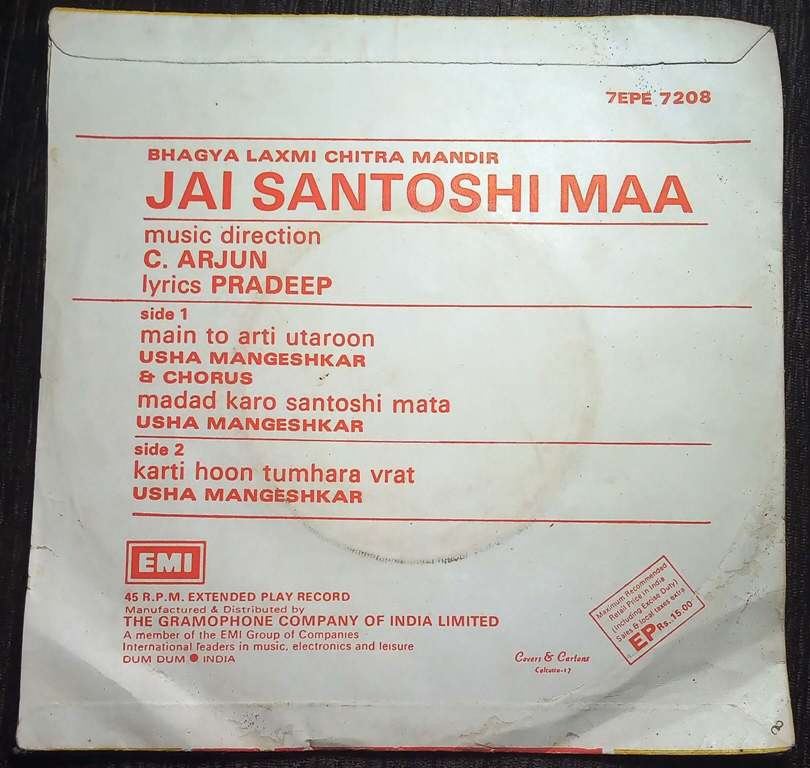 7EPE 7208
BHAGYA LAXMI CHITRA MANDIR
JAI SANTOSHI MAA
music direction
C. ARJUN
lyrics PRADEEP
side 1
main to arti utaroon
USHA MANGESHKAR
& CHORUS
madad karo santoshi mata
USHA MANGESHKAR
side 2
karti hoon tumhara vrat
USHA MANGESHKAR
EMI
45 R.P.M. EXTENDED PLAY RECORD
Manufactured & Distributed by
THE GRAMOPHONE COMPANY OF INDIA LIMITED
A member of the EMI Group of Companies
International leaders in music, electronics and leisure
DUM DUM ● INDIA
Covers & Cartons
Calcutta-17
Maximum Recommended
Retail Price in India
(Including Excise Duty)
Sales & local taxes extra
EP Rs. 15.00